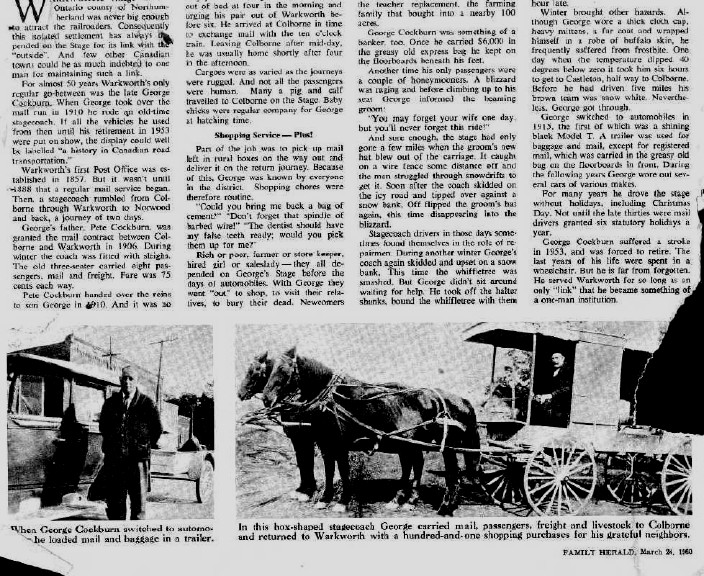 W
Ontario county of Northum-
berland was never big enough
to attract the railroaders. Consequently
this isolated settlement has always
pended on the Stage for its link with the
"outside". And few other Canadian
towns could be as much indebted to one
man for maintaining such a link.
For almost 50 years, Warkworth's only
regular go-between was the late George
Cockburn. When George took over the
mail run in 1910 he rode an old-time
stagecoach. If all the vehicles he used
from then until his retirement in 1953
were put on show, the display could well
be labelled "a history in Canadian road
transportation."
Warkworth's first Post Office was es-
tablished in 1857. But it wasn't until
1888 that a regular mail service began.
Then, a stagecoach rumbled from Col-
borne through Warkworth to Norwood
and back, a journey of two days.
George's father, Pete Cockburn, was
granted the mail contract between Col-
borne and Warkworth in 1906. During
winter the coach was fitted with sleighs.
The old three-seater carried eight pas-
sengers, mail and freight. Fare was 75
cents each way.
Pete Cockburn handed over the reins
to son George in 1910. And it was no
out of bed at four in the morning and
urging his pair out of Warkworth be-
fore six. He arrived at Colborne in time
to exchange mail with the ten o'clock
train. Leaving Colborne after mid-day,
he was usually home shortly after four
in the afternoon.
Cargoes were as varied as the journeys
were rugged. And not all the passengers
were human. Many a pig and calf
travelled to Colborne on the Stage. Baby
chicks were regular company for George
at hatching time.
Shopping Service — Plus!
Part of the job was to pick up mail
left in rural boxes on the way out and
deliver it on the return journey. Because
of this, George was known by everyone
in the district. Shopping chores were
therefore routine.
"Could you bring me back a bag of
cement?" "Don't forget that spindle of
barbed wire!" "The dentist should have
my false teeth ready; would you pick
them up for me?"
Rich or poor, farmer or store keeper,
hired girl or saleslady — they all de-
pended on George's Stage before the
days of automobiles. With George they
went "out" to shop, to visit their rela-
tives, to bury their dead. Newcomers
the teacher replacement, the farming
family that bought into a nearby 100
acres.
George Cockburn was something of a
banker, too. Once he carried $6,000 in
the greasy old express bag he kept on
the floorboards beneath his feet.
Another time his only passengers were
a couple of honeymooners. A blizzard
was raging and before climbing up to his
seat George informed the beaming
groom:
"You may forget your wife one day,
but you'll never forget this ride!"
And sure enough, the stage had only
gone a few miles when the groom's new
hat blew out of the carriage. It caught
on a wire fence some distance off and
the men struggled through snowdrifts to
get it. Soon after the coach skidded on
the icy road and tipped over against a
snow bank. Off flipped the groom's hat
again, this time disappearing into the
blizzard.
Stagecoach drivers in those days some-
times found themselves in the role of re-
pairmen. During another winter George's
coach again skidded and upset on a snow
bank. This time the whiffletree was
smashed. But George didn't sit around
waiting for help. He took off the halter
shanks, bound the whiffletree with them
hour late.
Winter brought other hazards. Al-
though George wore a thick cloth cap,
heavy mittens, a fur coat and wrapped
himself in a robe of buffalo skin, he
frequently suffered from frostbite. One
day when the temperature dipped 40
degrees below zero it took him six hours
to get to Castleton, half way to Colborne.
Before he had driven five miles his
brown team was snow white. Neverthe-
less, George got through.
George switched to automobiles in
1915, the first of which was a shining
black Model T. A trailer was used for
baggage and mail, except for registered
mail, which was carried in the greasy old
bag on the floorboards in front. During
the following years George wore out sev-
eral cars of various makes.
For many years he drove the stage
without holidays, including Christmas
Day. Not until the late thirties were mail
drivers granted six statutory holidays a
year.
George Cockburn suffered a stroke
in 1953, and was forced to retire. The
last years of his life were spent in a
wheelchair. But he is far from forgotten.
He served Warkworth for so long as an
only "link" that he became something of
a one-man institution.
When George Cockburn switched to automo-
he loaded mail and baggage in a trailer.
In this box-shaped stagecoach George carried mail, passengers, freight and livestock to Colborne
and returned to Warkworth with a hundred-and-one shopping purchases for his grateful neighbors.
FAMILY HERALD, March 24, 1960